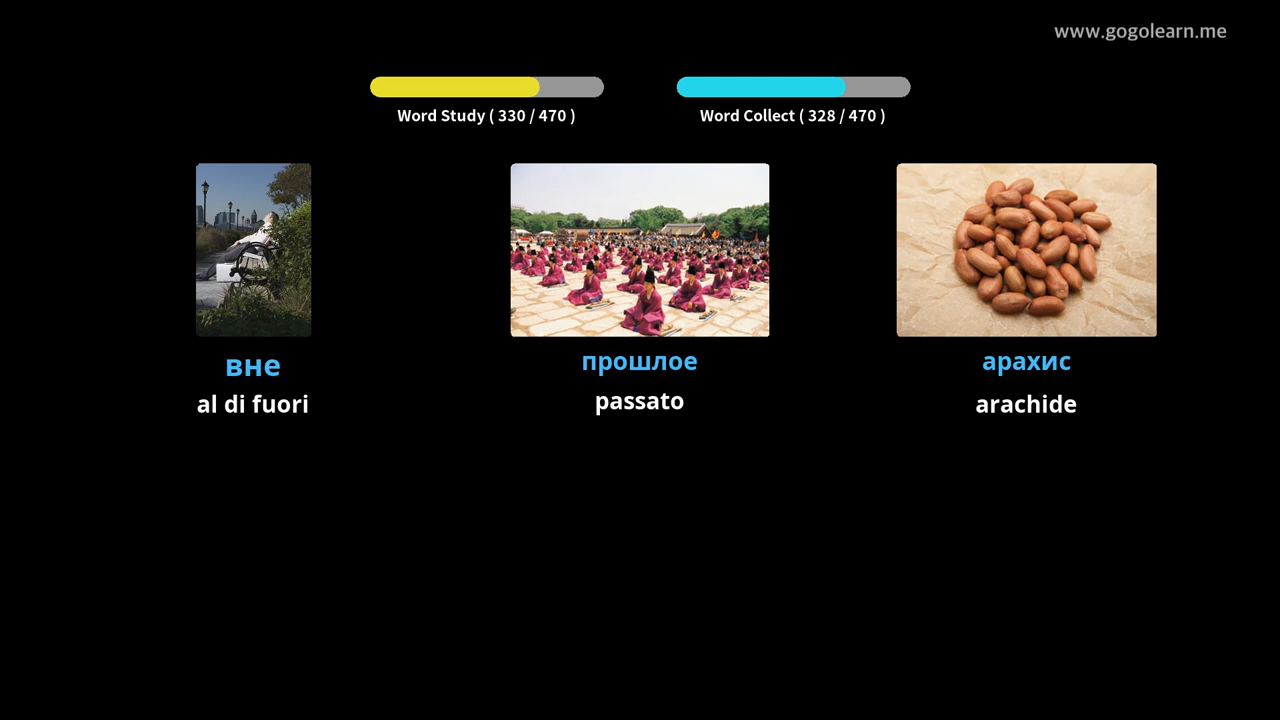 www.gogolearn.me
Word Study ( 330 / 470 )
Word Collect ( 328 / 470 )
вне
al di fuori
прошлое
passato
арахис
arachide